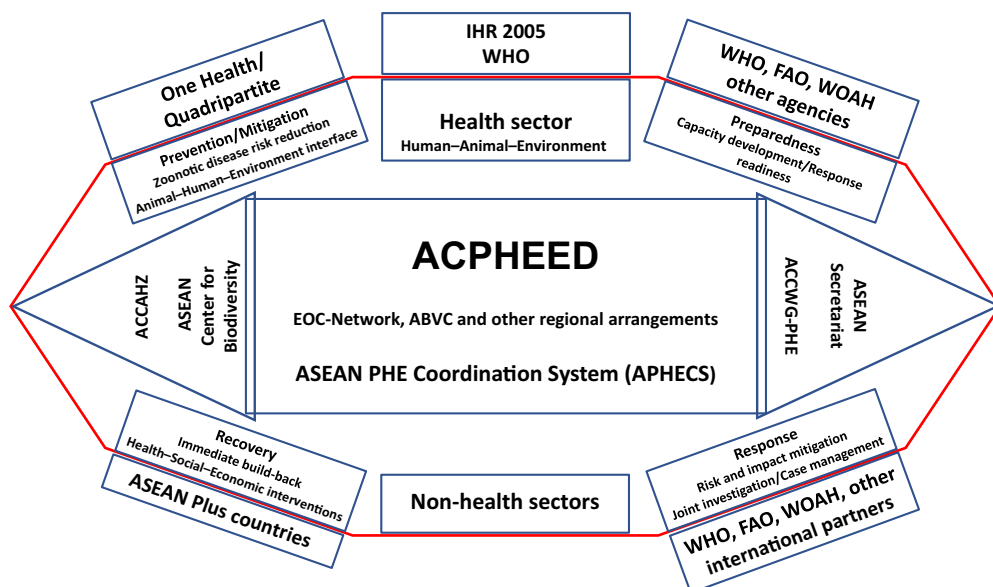 One Health/
Quadripartite
Prevention/Mitigation
Zoonotic disease risk reduction
Animal–Human–Environment interface
IHR 2005
WHO
Health sector
Human–Animal–Environment
WHO, FAO, WOAH
other agencies
Preparedness
Capacity development/Response
readiness
ACCAHZ
ASEAN
Center for
Biodiversity
ACPHEED
EOC-Network, ABVC and other regional arrangements
ASEAN PHE Coordination System (APHECS)
ASEAN
Secretariat
ACCWG-PHE
Recovery
Immediate build-back
Health–Social–Economic interventions
ASEAN Plus countries
Non-health sectors
Response
Risk and impact mitigation
Joint investigation/Case management
WHO, FAO, WOAH, other
international partners